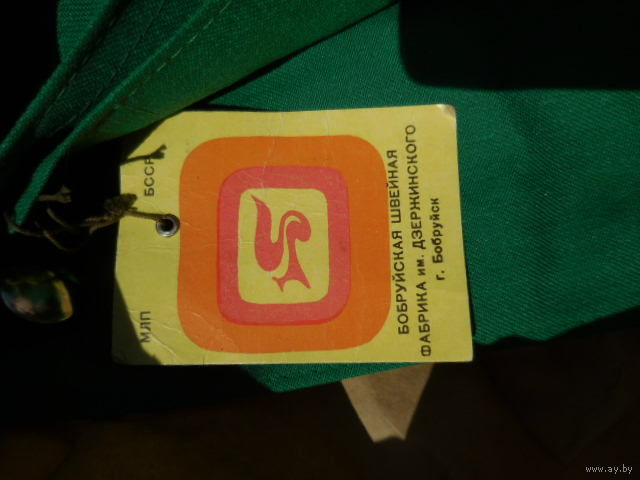 МЛП БССР
БОБРУЙСКАЯ ШВЕЙНАЯ
ФАБРИКА им. ДЗЕРЖИНСКОГО
г. Бобруйск
www.ay.by